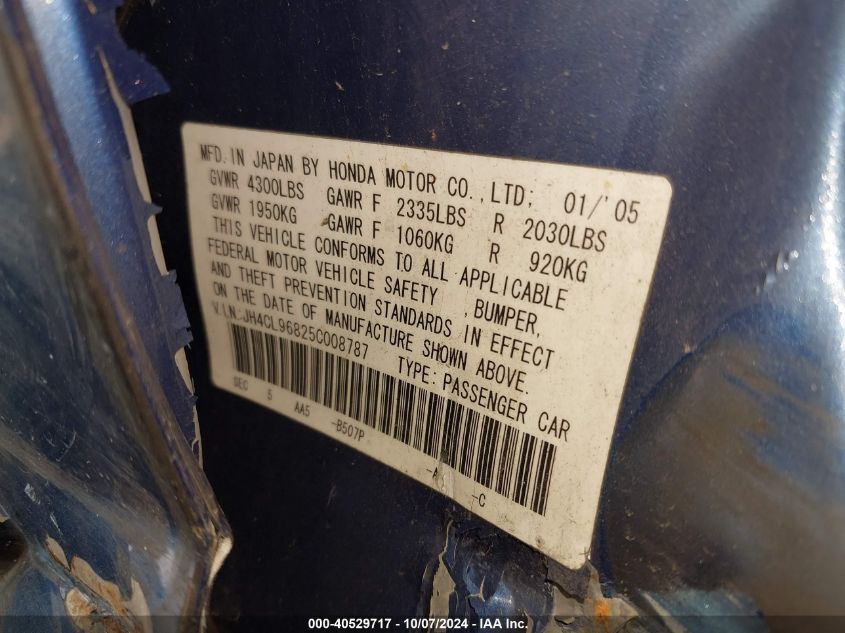 MFD. IN JAPAN BY HONDA MOTOR CO., LTD; 01/'05
GVWR 4300LBS GAWR F 2335LBS R 2030LBS
GVWR 1950KG GAWR F 1060KG R 920KG
THIS VEHICLE CONFORMS TO ALL APPLICABLE
FEDERAL MOTOR VEHICLE SAFETY, BUMPER,
AND THEFT PREVENTION STANDARDS IN EFFECT
ON THE DATE OF MANUFACTURE SHOWN ABOVE.
V.I.N.:JH4CL96825C008787 TYPE: PASSENGER CAR
SEC 5 AA5 -B507P -C
000-40529717 - 10/07/2024 - IAA Inc.